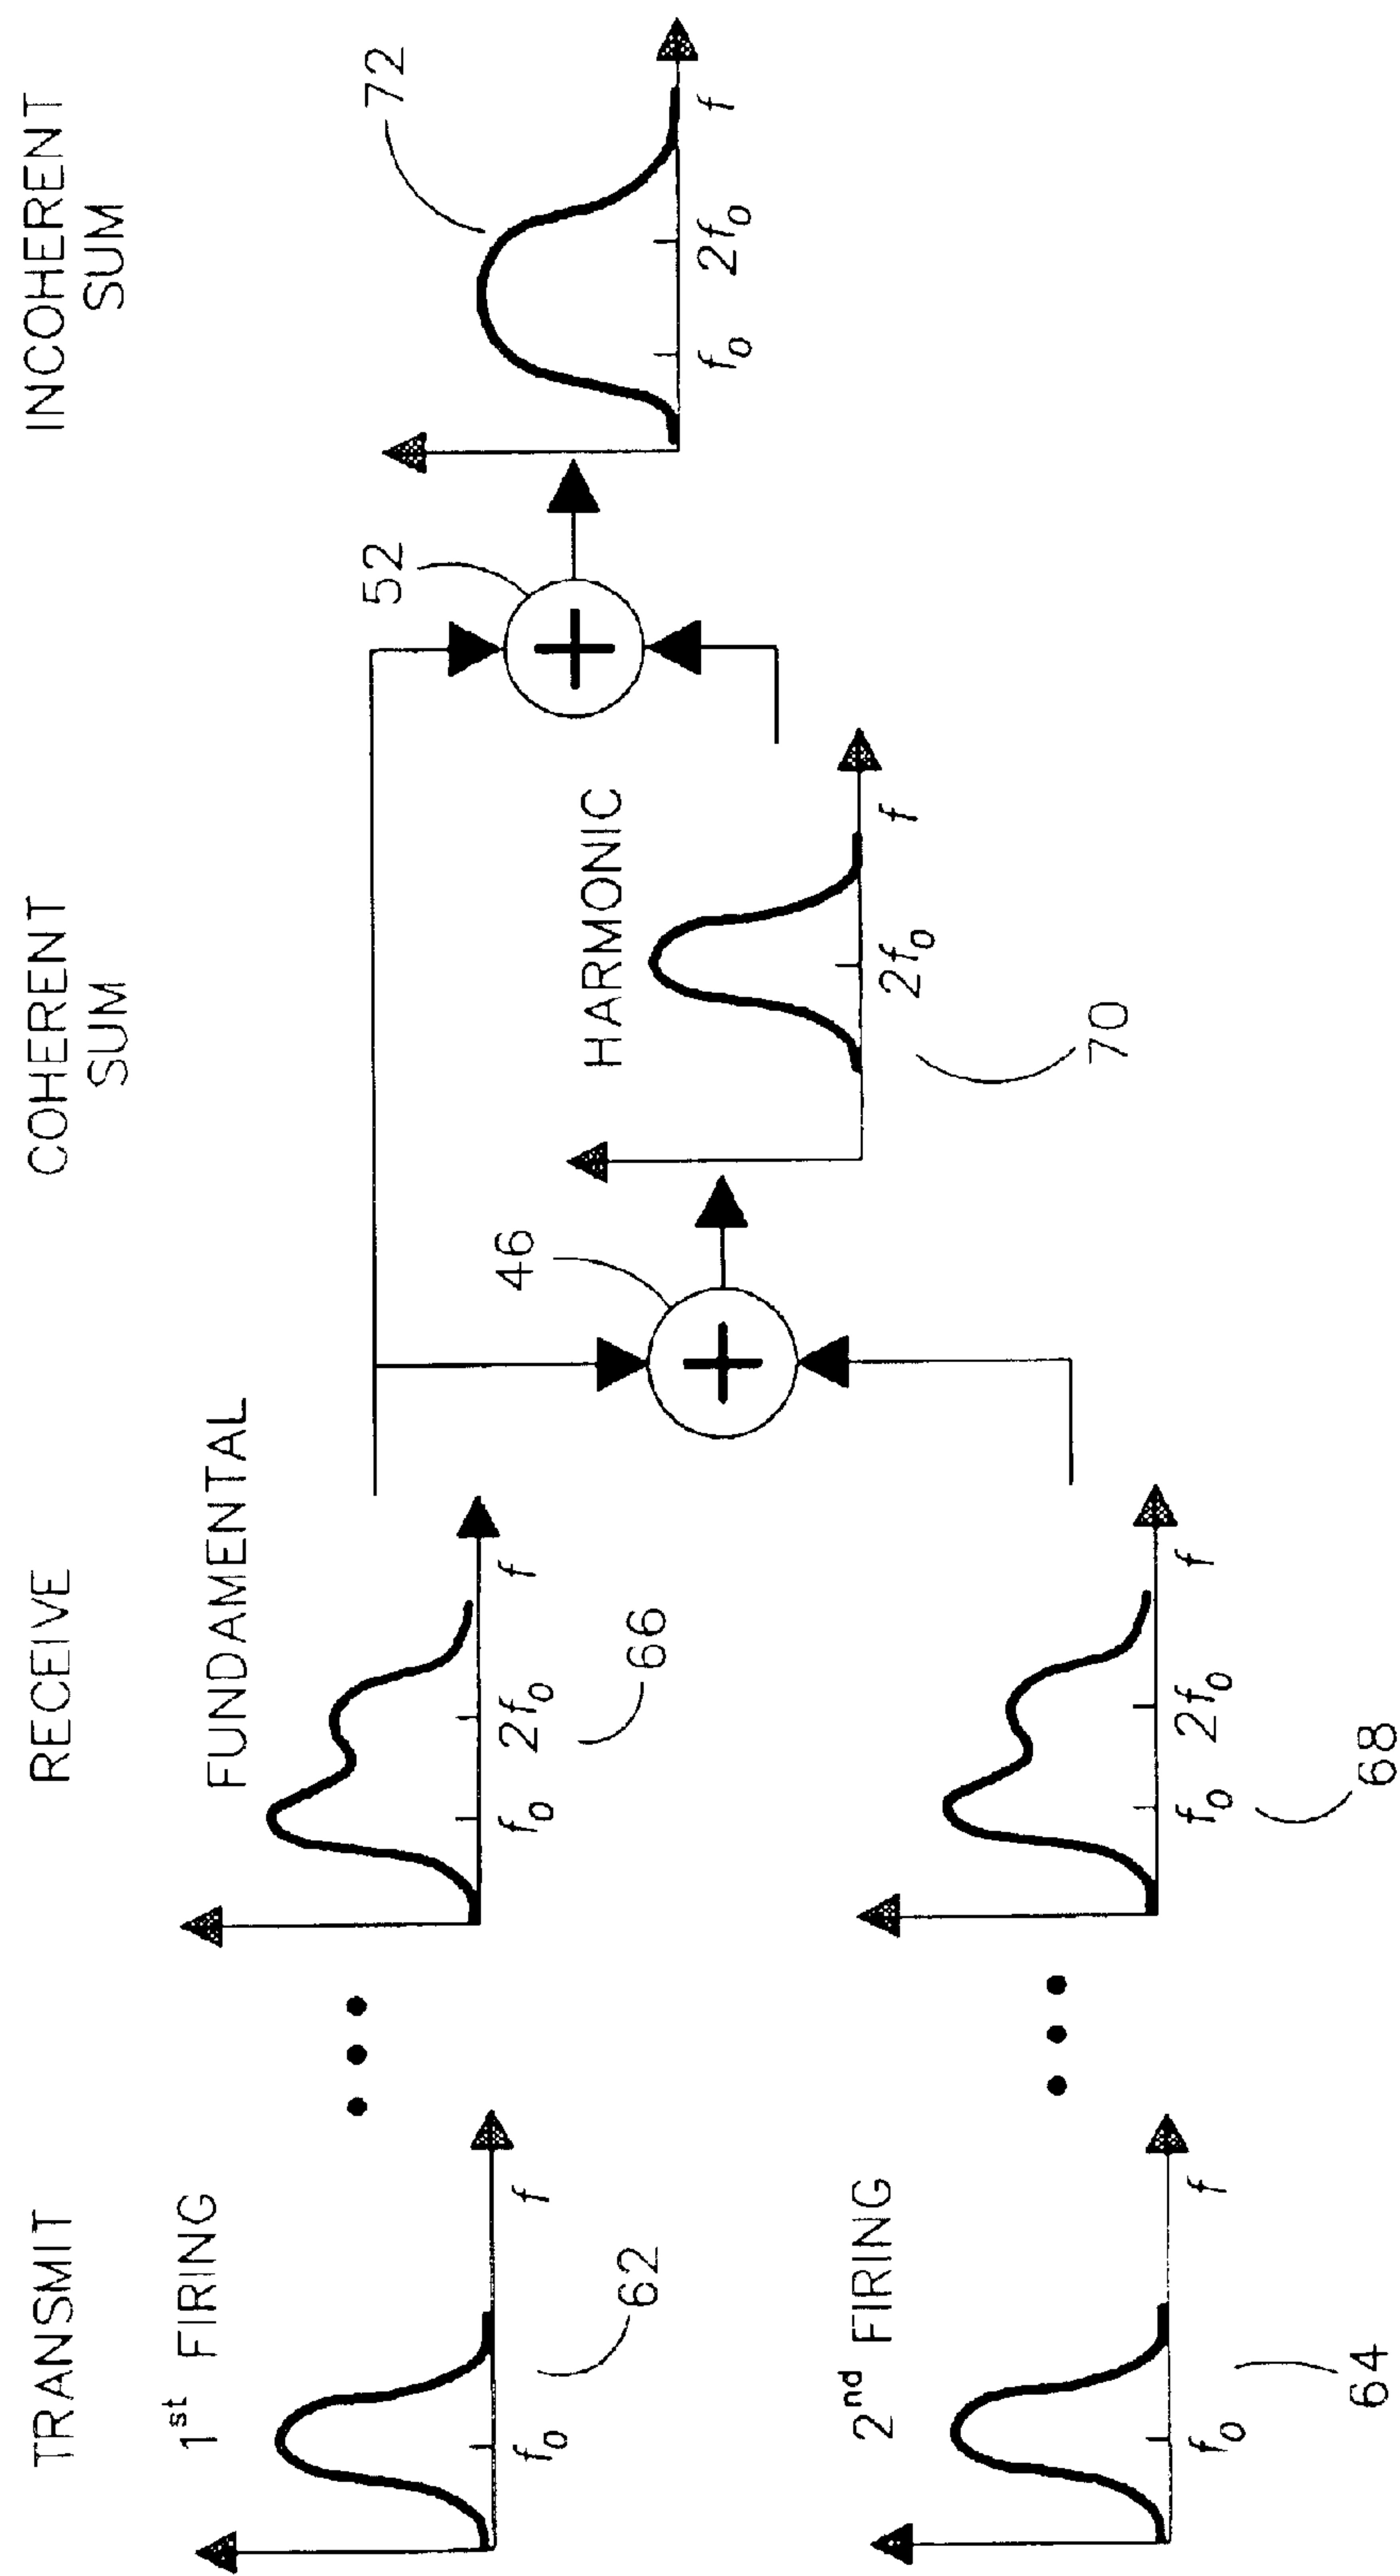 TRANSMIT
RECEIVE
COHERENT
SUM
INCOHERENT
SUM
1st FIRING
f0
f
62
FUNDAMENTAL
f0
2f0
f
66
46
HARMONIC
2f0
f
70
52
f0
2f0
f
72
2nd FIRING
f0
f
64
f0
2f0
f
68